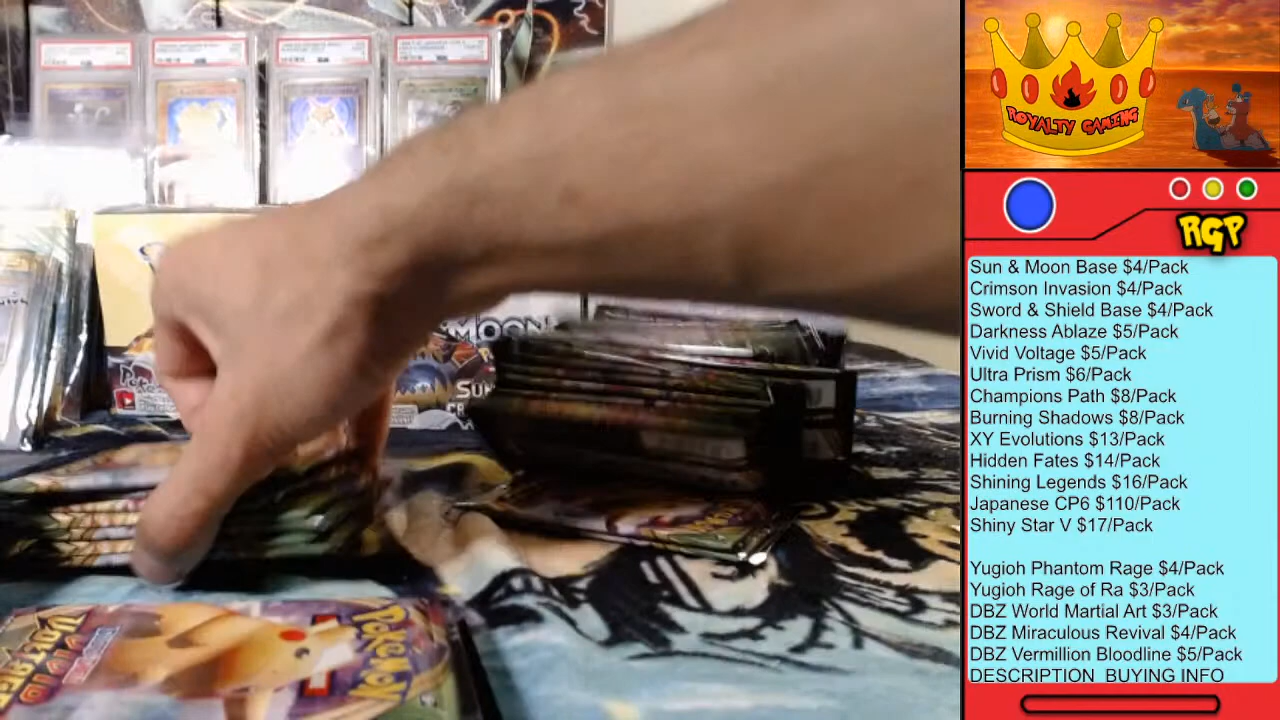 ROYALTY GAMING
RGP
Sun & Moon Base $4/Pack
Crimson Invasion $4/Pack
Sword & Shield Base $4/Pack
Darkness Ablaze $5/Pack
Vivid Voltage $5/Pack
Ultra Prism $6/Pack
Champions Path $8/Pack
Burning Shadows $8/Pack
XY Evolutions $13/Pack
Hidden Fates $14/Pack
Shining Legends $16/Pack
Japanese CP6 $110/Pack
Shiny Star V $17/Pack
Yugioh Phantom Rage $4/Pack
Yugioh Rage of Ra $3/Pack
DBZ World Martial Art $3/Pack
DBZ Miraculous Revival $4/Pack
DBZ Vermillion Bloodline $5/Pack
DESCRIPTION BUYING INFO
MOON
SUN
POKÉMON
VIVID
VOLTAGE